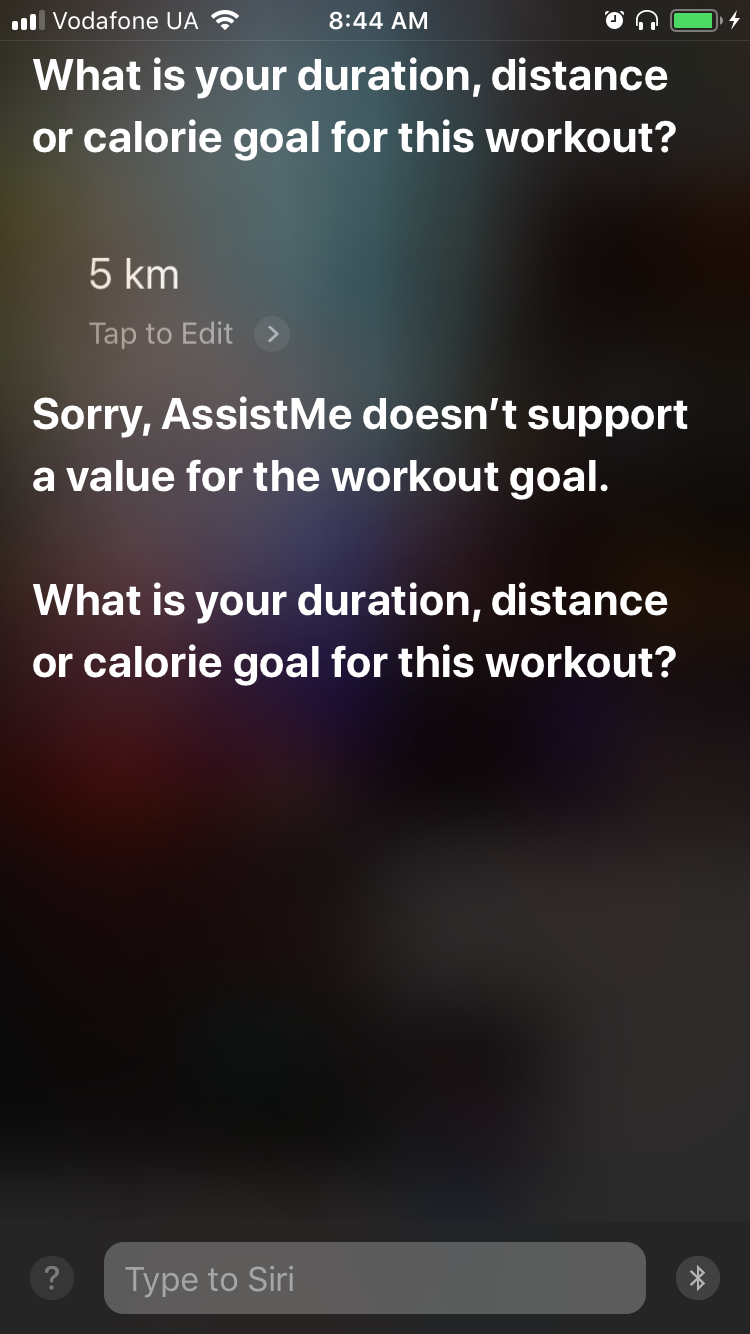 Vodafone UA 8:44 AM
What is your duration, distance
or calorie goal for this workout?
5 km
Tap to Edit
Sorry, AssistMe doesn’t support
a value for the workout goal.
What is your duration, distance
or calorie goal for this workout?
? Type to Siri